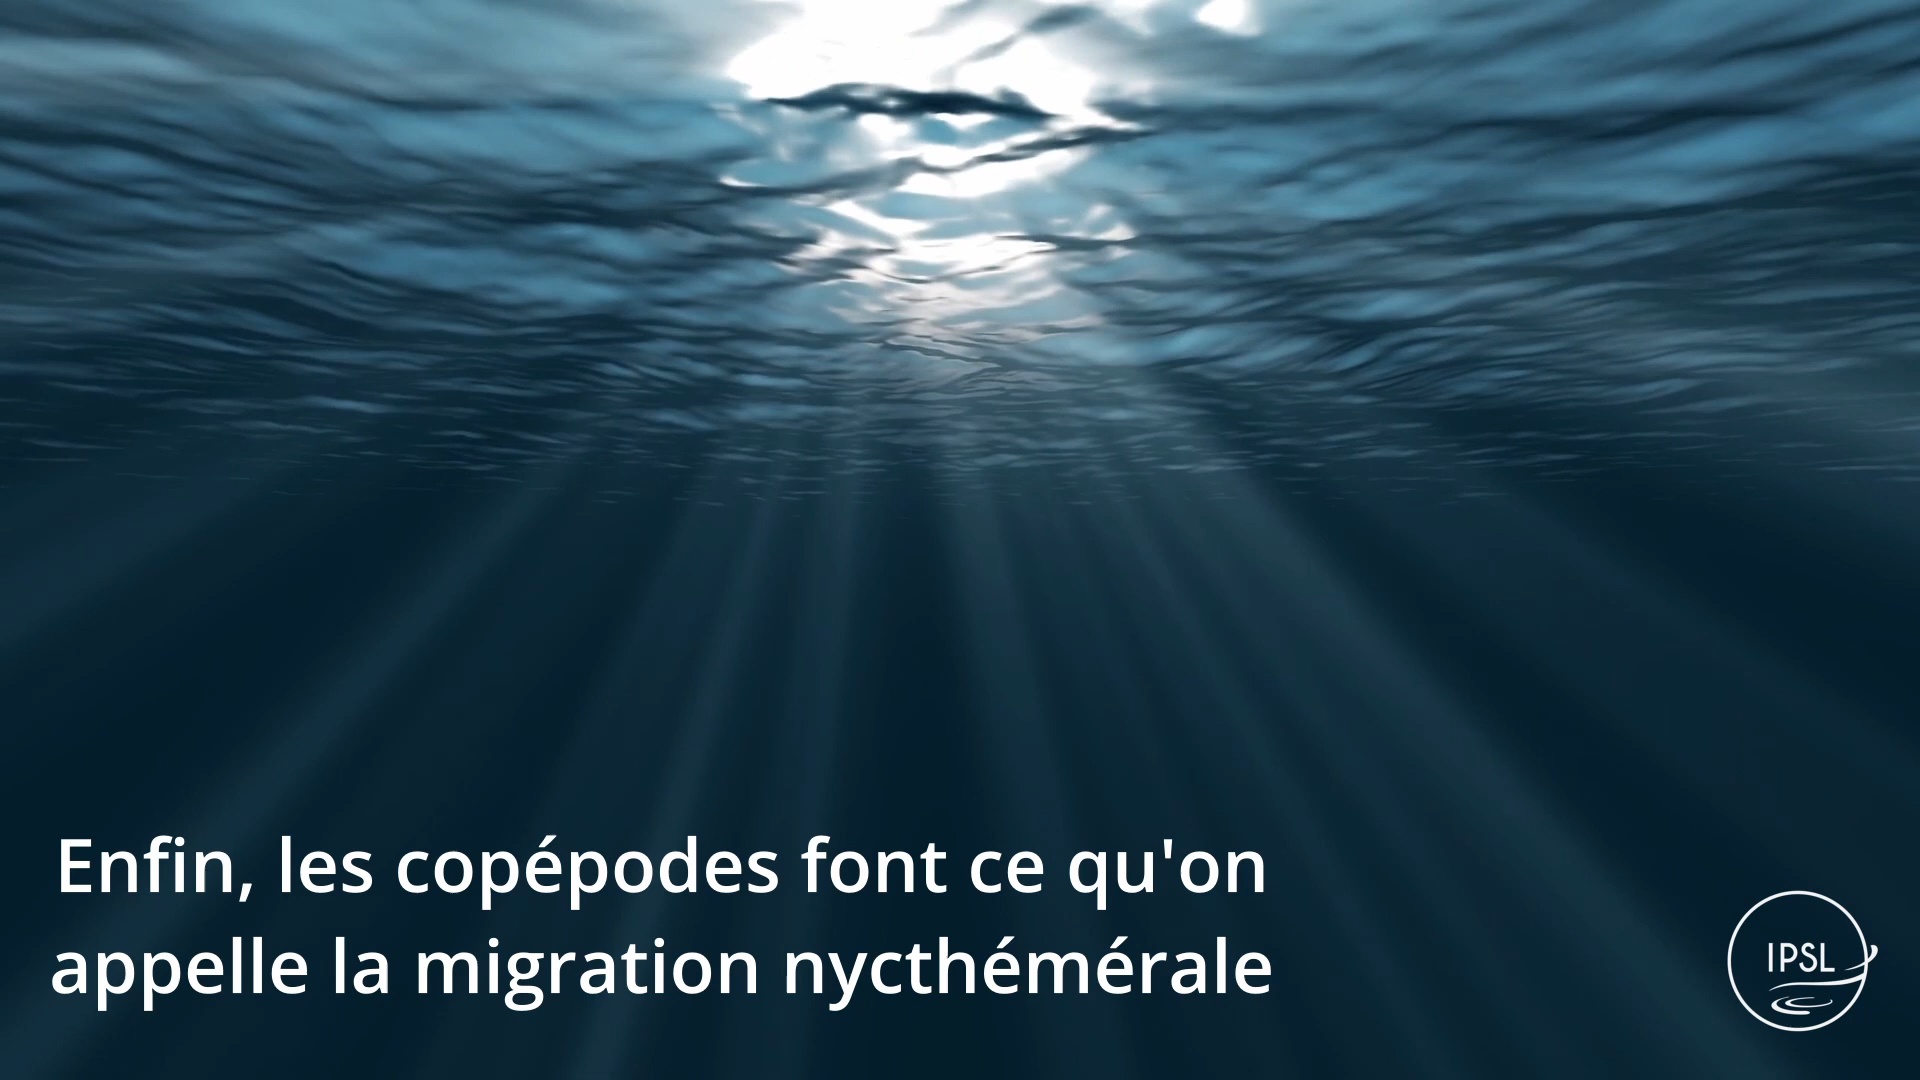 Enfin, les copépodes font ce qu'on
appelle la migration nycthémérale
IPSL